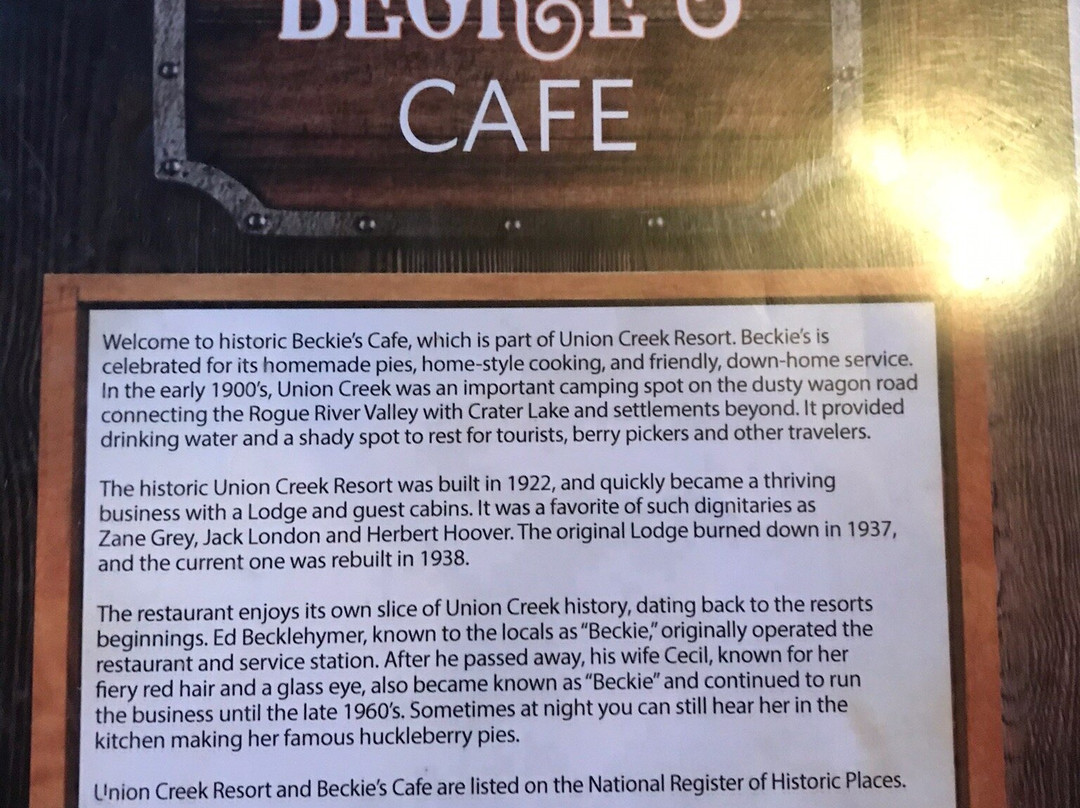 BECKIE'S
CAFE
Welcome to historic Beckie's Cafe, which is part of Union Creek Resort. Beckie's is
celebrated for its homemade pies, home-style cooking, and friendly, down-home service.
In the early 1900's, Union Creek was an important camping spot on the dusty wagon road
connecting the Rogue River Valley with Crater Lake and settlements beyond. It provided
drinking water and a shady spot to rest for tourists, berry pickers and other travelers.
The historic Union Creek Resort was built in 1922, and quickly became a thriving
business with a Lodge and guest cabins. It was a favorite of such dignitaries as
Zane Grey, Jack London and Herbert Hoover. The original Lodge burned down in 1937,
and the current one was rebuilt in 1938.
The restaurant enjoys its own slice of Union Creek history, dating back to the resorts
beginnings. Ed Becklehymer, known to the locals as "Beckie," originally operated the
restaurant and service station. After he passed away, his wife Cecil, known for her
fiery red hair and a glass eye, also became known as "Beckie" and continued to run
the business until the late 1960's. Sometimes at night you can still hear her in the
kitchen making her famous huckleberry pies.
Union Creek Resort and Beckie's Cafe are listed on the National Register of Historic Places.